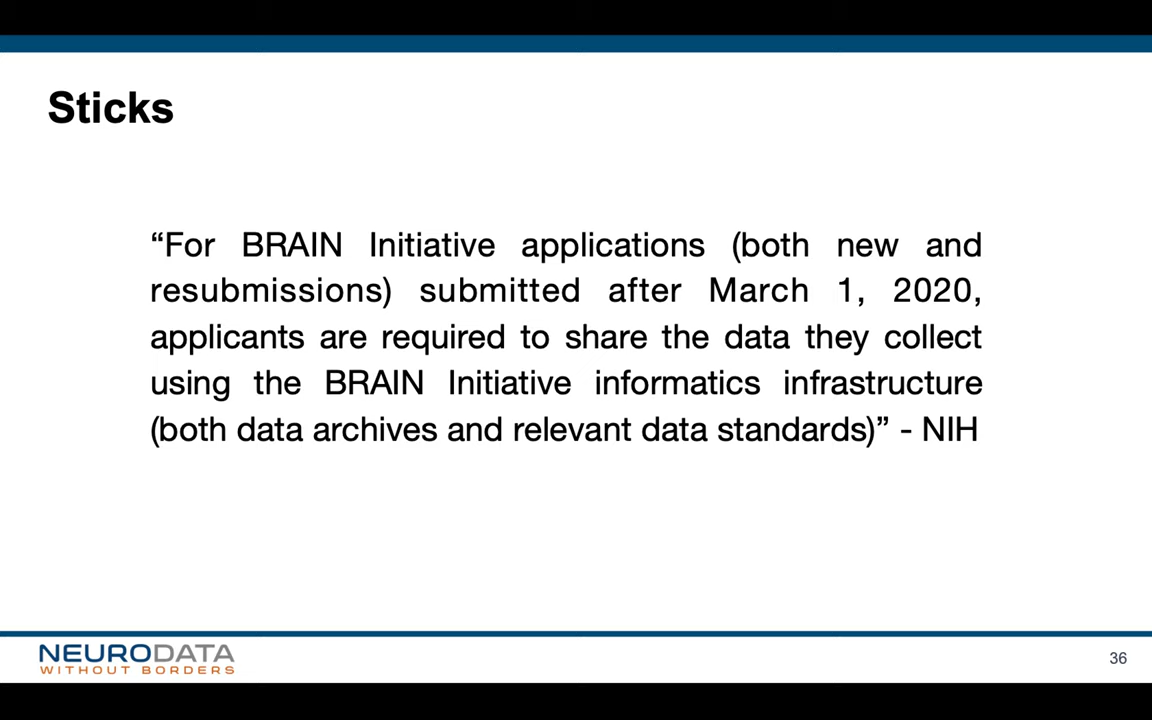 Sticks
“For BRAIN Initiative applications (both new and
resubmissions) submitted after March 1, 2020,
applicants are required to share the data they collect
using the BRAIN Initiative informatics infrastructure
(both data archives and relevant data standards)” - NIH
NEURODATA
WITHOUT BORDERS
36